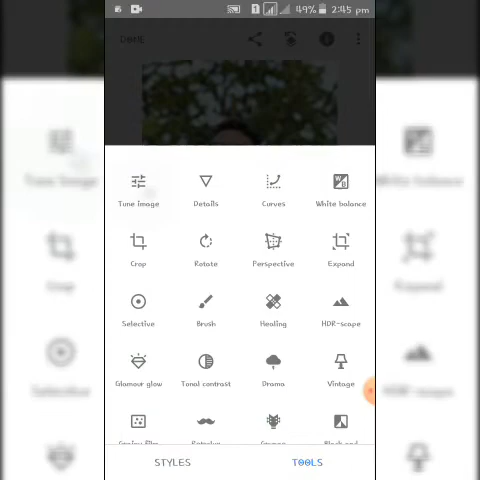 49% 2:45 pm
DONE
Tune image Details Curves White balance
Crop Rotate Perspective Expand
Selective Brush Healing HDR-scape
Glamour glow Tonal contrast Drama Vintage
STYLES TOOLS